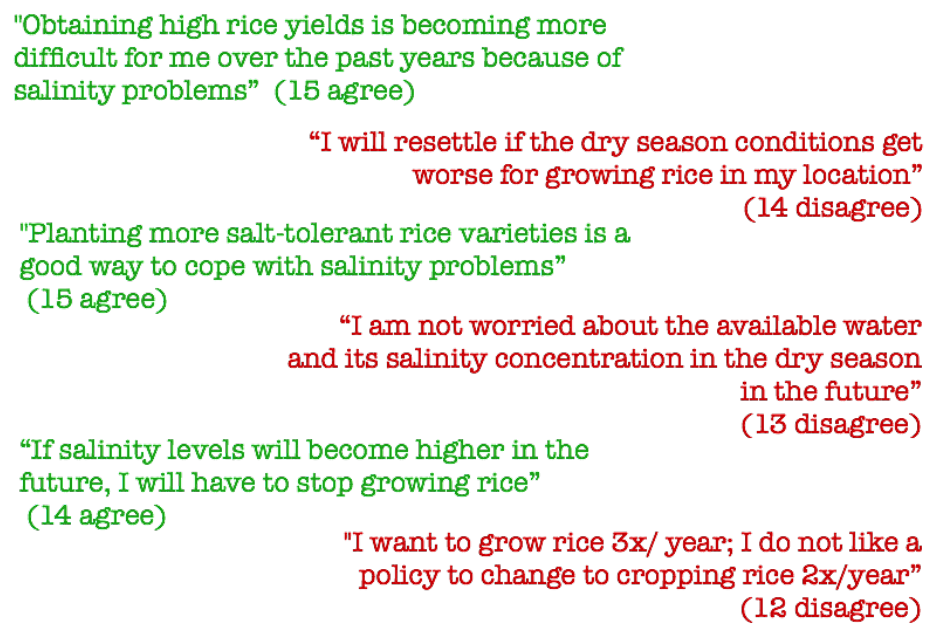 "Obtaining high rice yields is becoming more
difficult for me over the past years because of
salinity problems” (15 agree)
“I will resettle if the dry season conditions get
worse for growing rice in my location”
(14 disagree)
"Planting more salt-tolerant rice varieties is a
good way to cope with salinity problems”
(15 agree)
“I am not worried about the available water
and its salinity concentration in the dry season
in the future”
(13 disagree)
“If salinity levels will become higher in the
future, I will have to stop growing rice”
(14 agree)
"I want to grow rice 3x/ year; I do not like a
policy to change to cropping rice 2x/year”
(12 disagree)